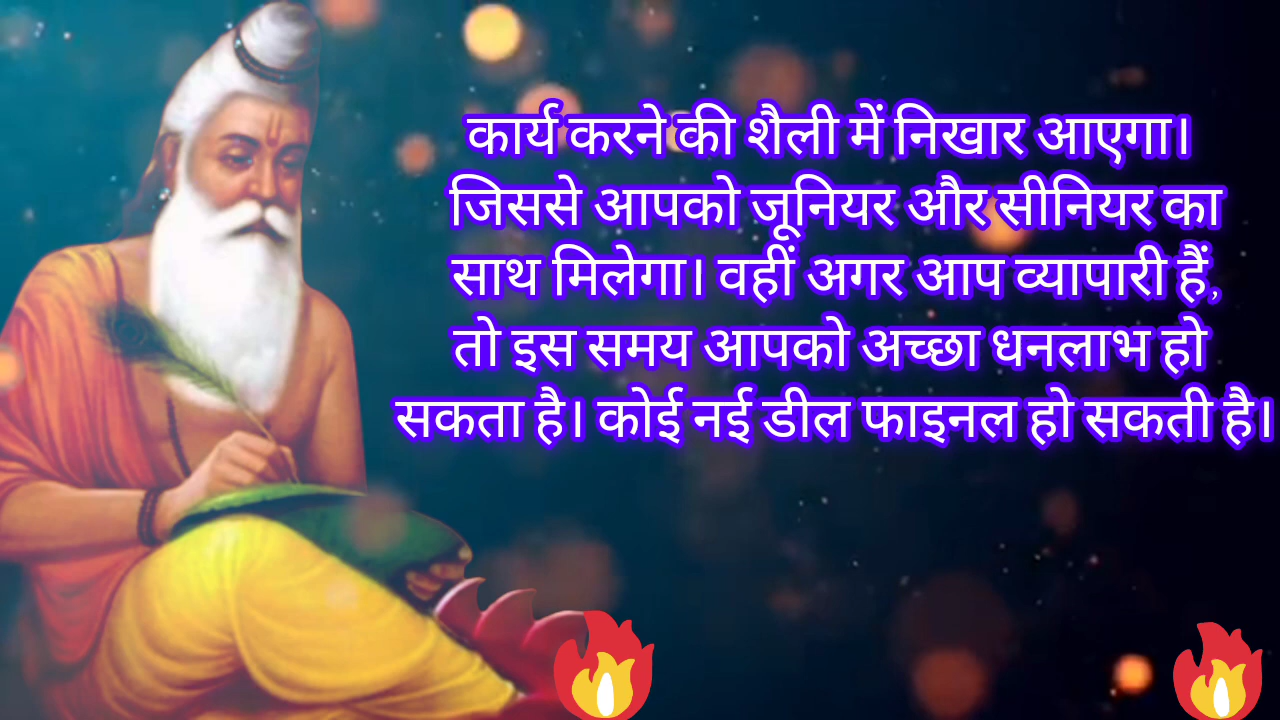 कार्य करने की शैली में निखार आएगा।
जिससे आपको जूनियर और सीनियर का
साथ मिलेगा। वहीं अगर आप व्यापारी हैं,
तो इस समय आपको अच्छा धनलाभ हो
सकता है। कोई नई डील फाइनल हो सकती है।